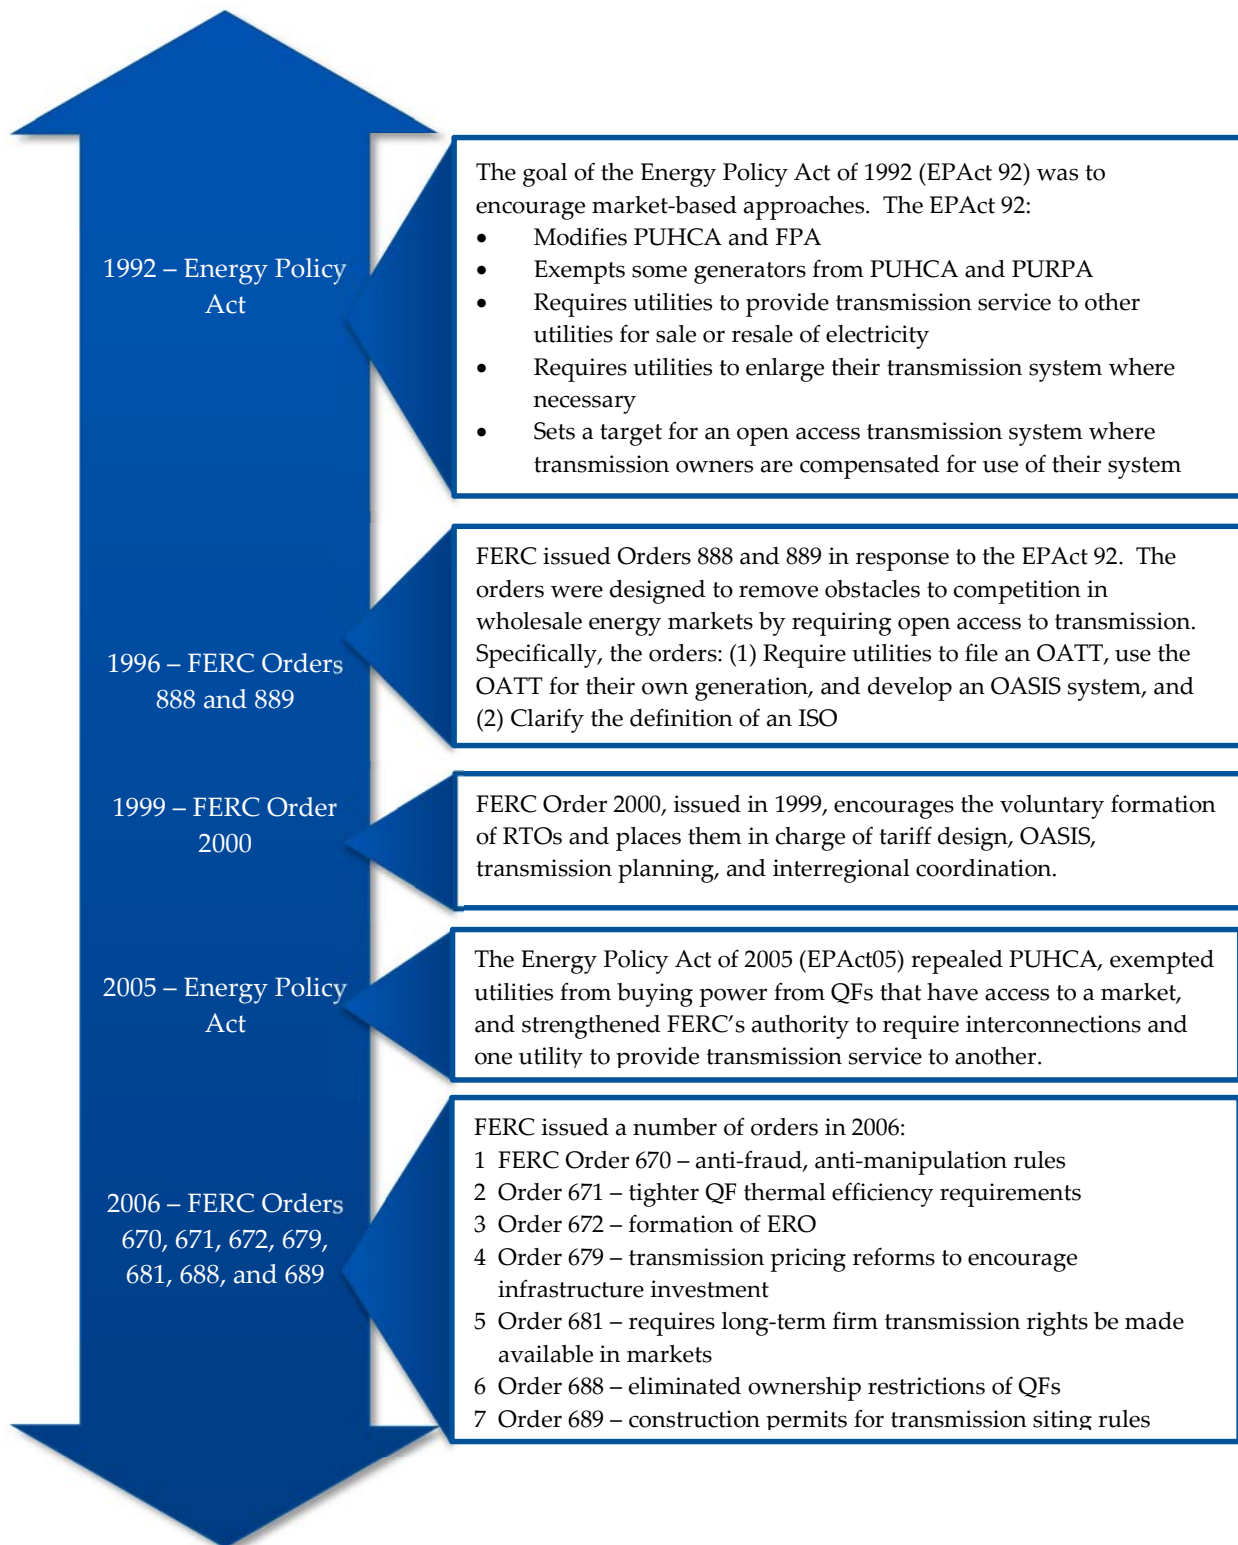 1992 – Energy Policy
Act
The goal of the Energy Policy Act of 1992 (EPAct 92) was to
encourage market-based approaches.  The EPAct 92:
• Modifies PUHCA and FPA
• Exempts some generators from PUHCA and PURPA
• Requires utilities to provide transmission service to other
utilities for sale or resale of electricity
• Requires utilities to enlarge their transmission system where
necessary
• Sets a target for an open access transmission system where
transmission owners are compensated for use of their system
1996 – FERC Orders
888 and 889
FERC issued Orders 888 and 889 in response to the EPAct 92.  The
orders were designed to remove obstacles to competition in
wholesale energy markets by requiring open access to transmission.
Specifically, the orders: (1) Require utilities to file an OATT, use the
OATT for their own generation, and develop an OASIS system, and
(2) Clarify the definition of an ISO
1999 – FERC Order
2000
FERC Order 2000, issued in 1999, encourages the voluntary formation
of RTOs and places them in charge of tariff design, OASIS,
transmission planning, and interregional coordination.
2005 – Energy Policy
Act
The Energy Policy Act of 2005 (EPAct05) repealed PUHCA, exempted
utilities from buying power from QFs that have access to a market,
and strengthened FERC’s authority to require interconnections and
one utility to provide transmission service to another.
2006 – FERC Orders
670, 671, 672, 679,
681, 688, and 689
FERC issued a number of orders in 2006:
1 FERC Order 670 – anti-fraud, anti-manipulation rules
2 Order 671 – tighter QF thermal efficiency requirements
3 Order 672 – formation of ERO
4 Order 679 – transmission pricing reforms to encourage
infrastructure investment
5 Order 681 – requires long-term firm transmission rights be made
available in markets
6 Order 688 – eliminated ownership restrictions of QFs
7 Order 689 – construction permits for transmission siting rules